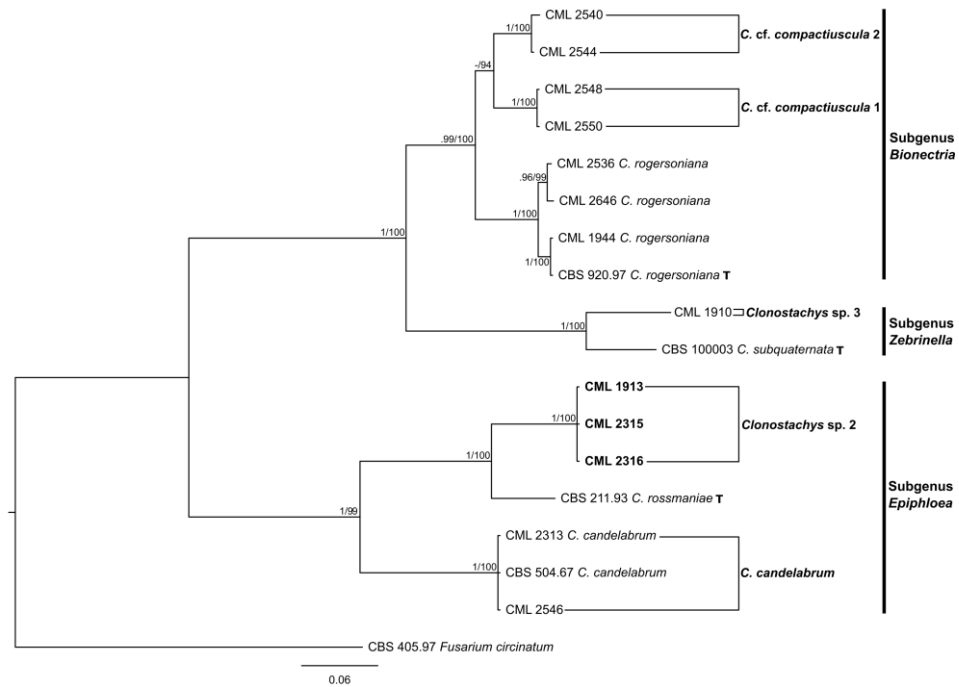 CML 2540
1/100
C. cf. compactiuscula 2
CML 2544
-/94
CML 2548
1/100
C. cf. compactiuscula 1
CML 2550
Subgenus
Bionectria
.99/100
CML 2536 C. rogersoniana
.96/99
CML 2646 C. rogersoniana
1/100
CML 1944 C. rogersoniana
1/100
CBS 920.97 C. rogersoniana T
1/100
CML 1910
Clonostachys sp. 3
1/100
Subgenus
Zebrinella
CBS 100003 C. subquaternata T
CML 1913
1/100
CML 2315
Clonostachys sp. 2
CML 2316
1/100
CBS 211.93 C. rossmaniae T
Subgenus
Epiphloea
1/99
CML 2313 C. candelabrum
1/100
CBS 504.67 C. candelabrum
C. candelabrum
CML 2546
CBS 405.97 Fusarium circinatum
0.06